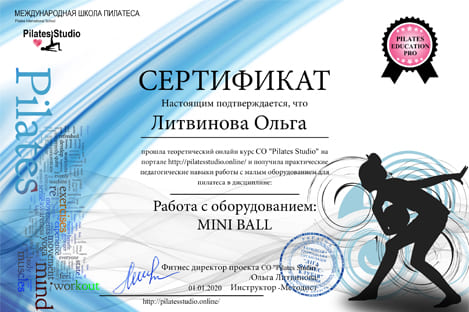 МЕЖДУНАРОДНАЯ ШКОЛА ПИЛАТЕСА
Pilates International School
Pilates Studio
PILATES
EDUCATION
PRO
СЕРТИФИКАТ
Настоящим подтверждается, что
Литвинова Ольга
прошла теоретический онлайн курс СО "Pilates Studio" на
портале http://pilatesstudio.online/ и получила практические
педагогические навыки работы с малым оборудованием для
пилатеса в дисциплине:
Работа с оборудованием:
MINI BALL
Pilates
exercises
mind
muscles
workout
Фитнес директор проекта СО "Pilates Studio"
Ольга Литвинова
01.01.2020 Инструктор -Методист
http://pilatesstudio.online/